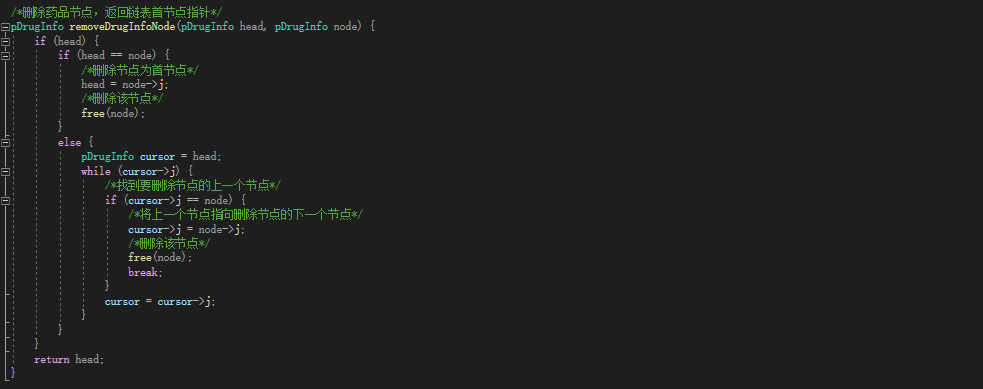 /*删除药品节点，返回链表首节点指针*/
pDrugInfo removeDrugInfoNode(pDrugInfo head, pDrugInfo node) {
    if (head) {
        if (head == node) {
            /*删除节点为首节点*/
            head = node->j;
            /*删除该节点*/
            free(node);
        }
        else {
            pDrugInfo cursor = head;
            while (cursor->j) {
                /*找到要删除节点的上一个节点*/
                if (cursor->j == node) {
                    /*将上一个节点指向删除节点的下一个节点*/
                    cursor->j = node->j;
                    /*删除该节点*/
                    free(node);
                    break;
                }
                cursor = cursor->j;
            }
        }
    }
    return head;
}